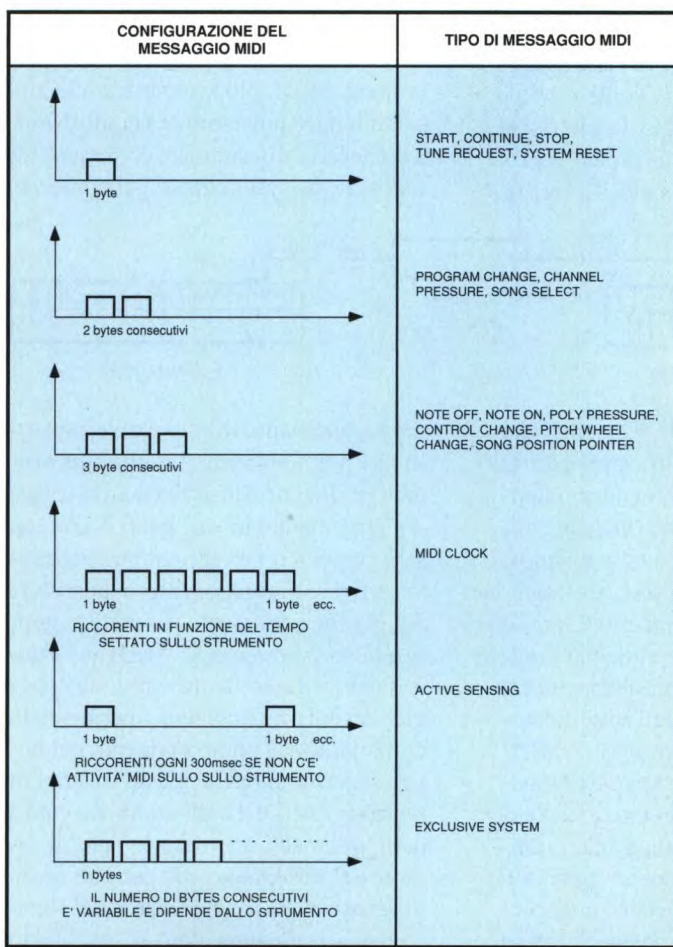 CONFIGURAZIONE DEL
MESSAGGIO MIDI
TIPO DI MESSAGGIO MIDI
1 byte
START, CONTINUE, STOP,
TUNE REQUEST, SYSTEM RESET
2 bytes consecutivi
PROGRAM CHANGE, CHANNEL
PRESSURE, SONG SELECT
3 byte consecutivi
NOTE OFF, NOTE ON, POLY PRESSURE,
CONTROL CHANGE, PITCH WHEEL
CHANGE, SONG POSITION POINTER
1 byte 1 byte ecc.
RICCORENTI IN FUNZIONE DEL TEMPO
SETTATO SULLO STRUMENTO
MIDI CLOCK
1 byte 1 byte ecc.
RICCORENTI OGNI 300msec SE NON C'E'
ATTIVITA' MIDI SULLO SULLO STRUMENTO
ACTIVE SENSING
n bytes
IL NUMERO DI BYTES CONSECUTIVI
E' VARIABILE E DIPENDE DALLO STRUMENTO
EXCLUSIVE SYSTEM